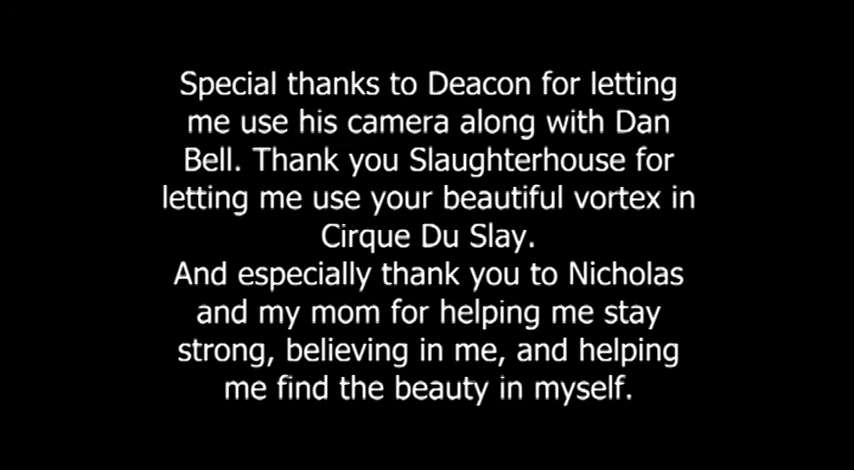 Special thanks to Deacon for letting
me use his camera along with Dan
Bell. Thank you Slaughterhouse for
letting me use your beautiful vortex in
Cirque Du Slay.
And especially thank you to Nicholas
and my mom for helping me stay
strong, believing in me, and helping
me find the beauty in myself.